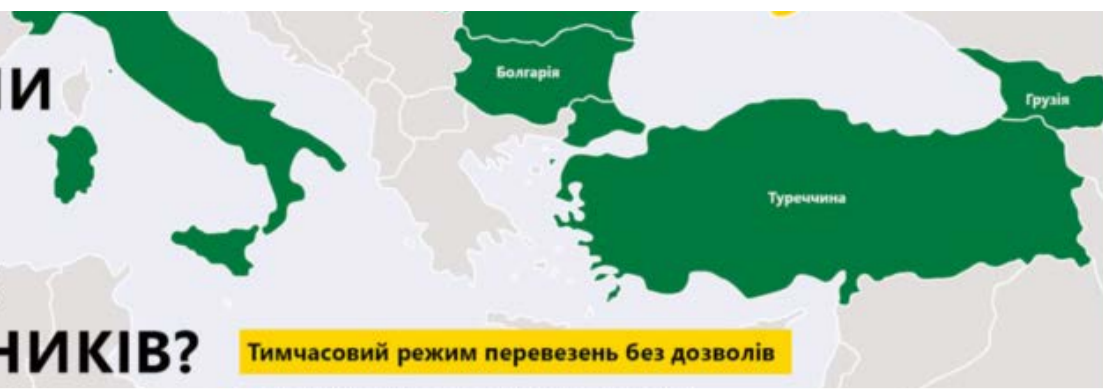 ИИ
Болгарія
Грузія
Туреччина
НИКІВ?
Тимчасовий режим перевезень без дозволів